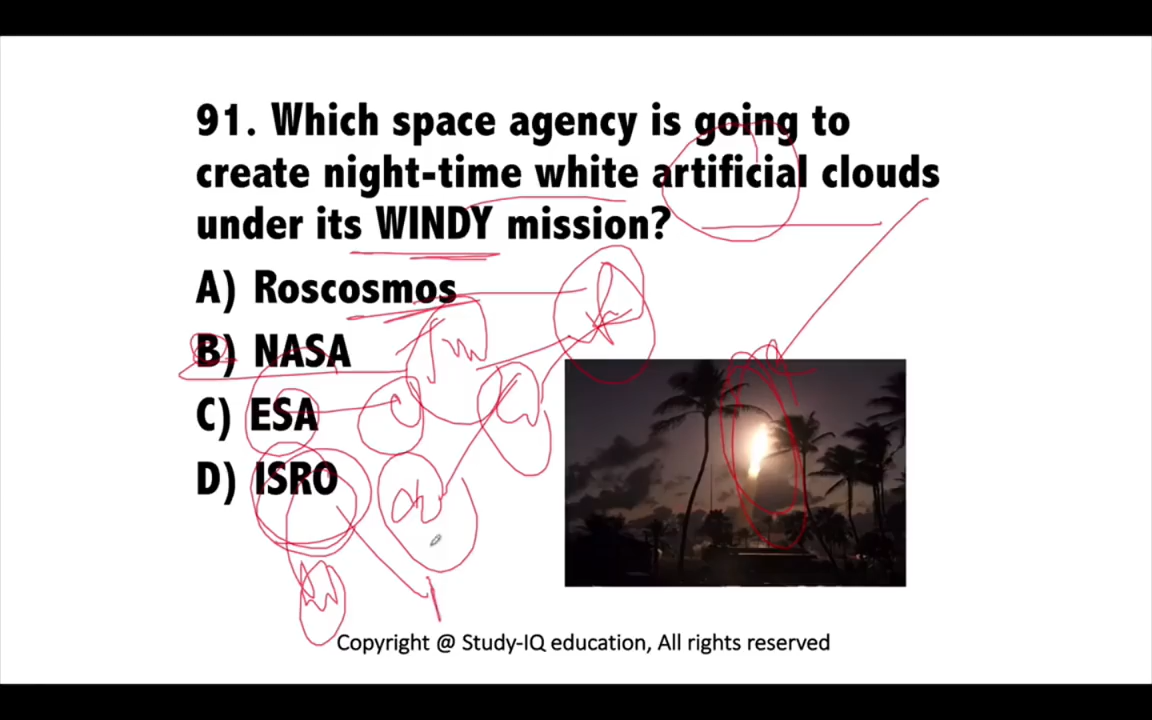 91. Which space agency is going to
create night-time white artificial clouds
under its WINDY mission?
A) Roscosmos
B) NASA
C) ESA
D) ISRO
Copyright @ Study-IQ education, All rights reserved